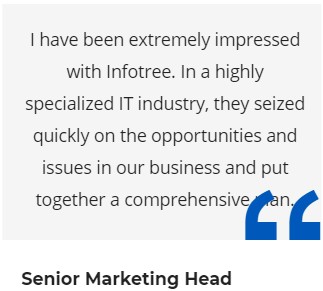 I have been extremely impressed
with Infotree. In a highly
specialized IT industry, they seized
quickly on the opportunities and
issues in our business and put
together a comprehensive
Senior Marketing Head